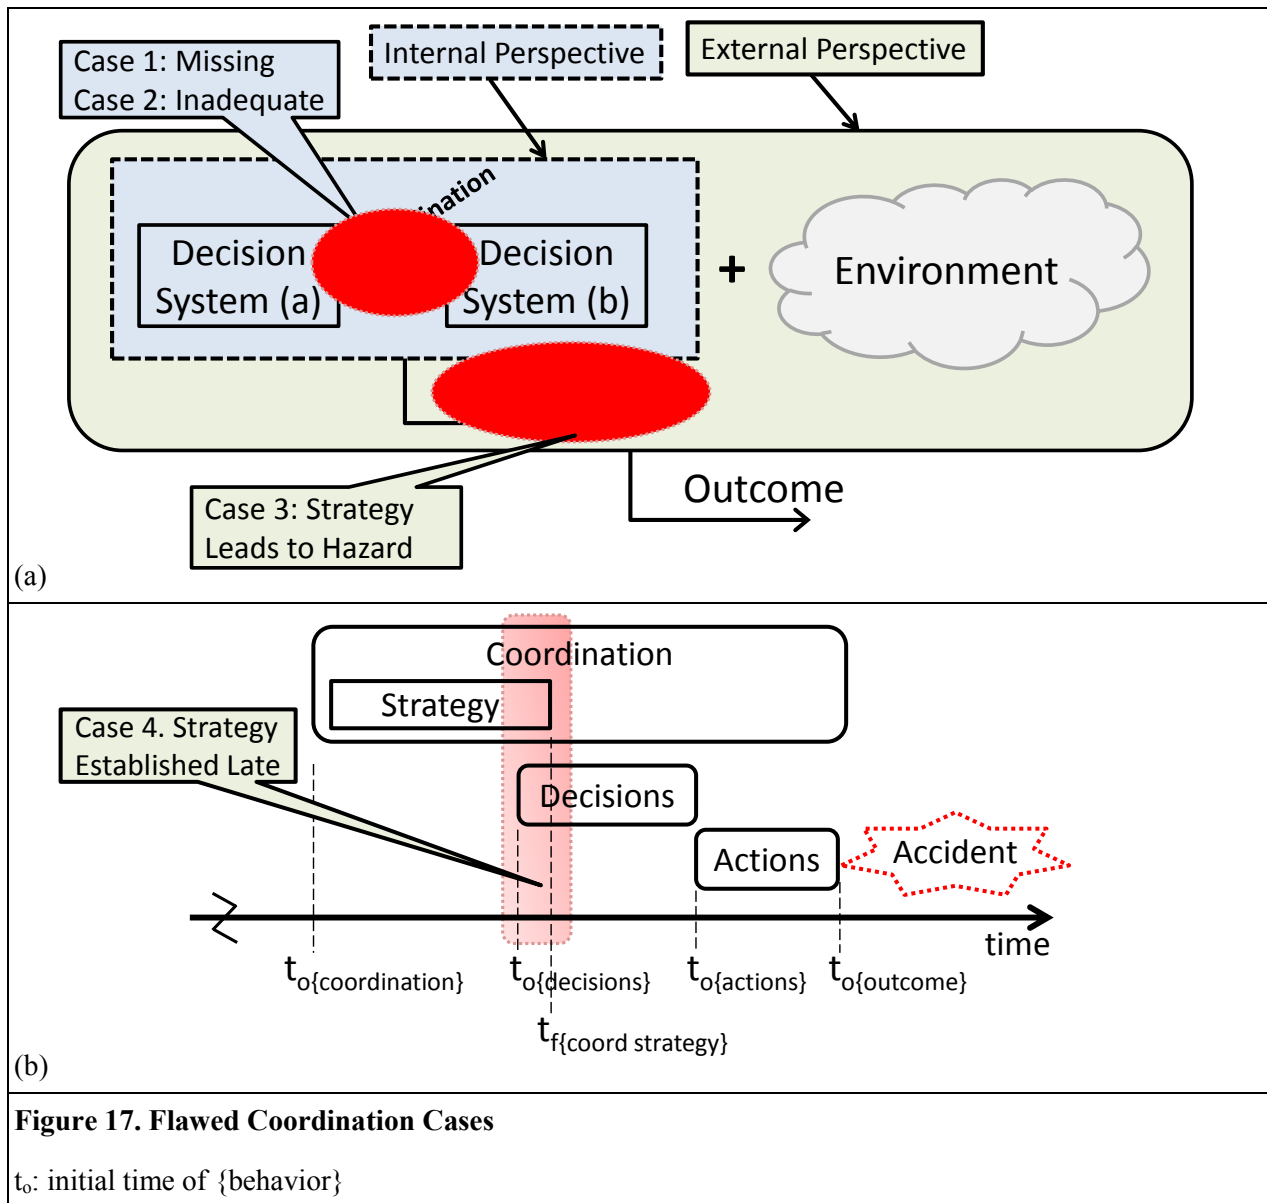 Case 1: Missing
Case 2: Inadequate
Internal Perspective
External Perspective
ination
Decision
System (a)
Decision
System (b)
+
Environment
Case 3: Strategy
Leads to Hazard
Outcome
(a)
Coordination
Strategy
Case 4. Strategy
Established Late
Decisions
Actions
Accident
time
to{coordination}
to{decisions}
to{actions}
to{outcome}
tf{coord strategy}
(b)
Figure 17. Flawed Coordination Cases
to: initial time of {behavior}